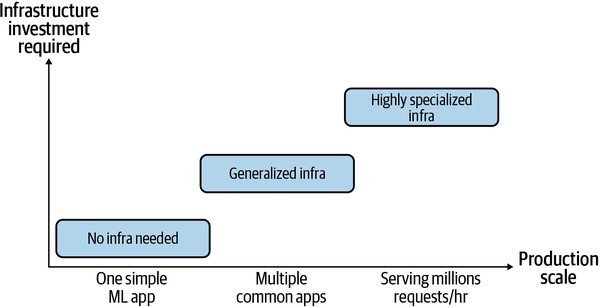 Infrastructure
investment
required
Highly specialized
infra
Generalized infra
No infra needed
Production
scale
One simple
ML app
Multiple
common apps
Serving millions
requests/hr